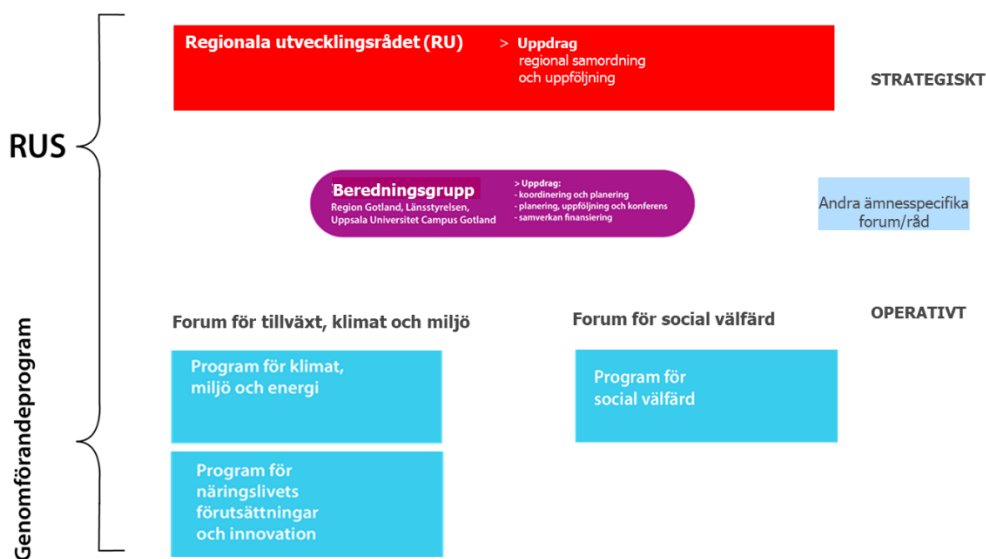 Regionala utvecklingsrådet (RU)
> Uppdrag
regional samordning
och uppföljning
STRATEGISKT
RUS
Beredningsgrupp
Region Gotland, Länsstyrelsen,
Uppsala Universitet Campus Gotland
> Uppdrag:
- koordinering och planering
- planering, uppföljning och konferens
- samverkan finansiering
Andra ämnesspecifika
forum/råd
OPERATIVT
Genomförandeprogram
Forum för tillväxt, klimat och miljö
Program för klimat,
miljö och energi
Program för
näringslivets
förutsättningar
och innovation
Forum för social välfärd
Program för
social välfärd